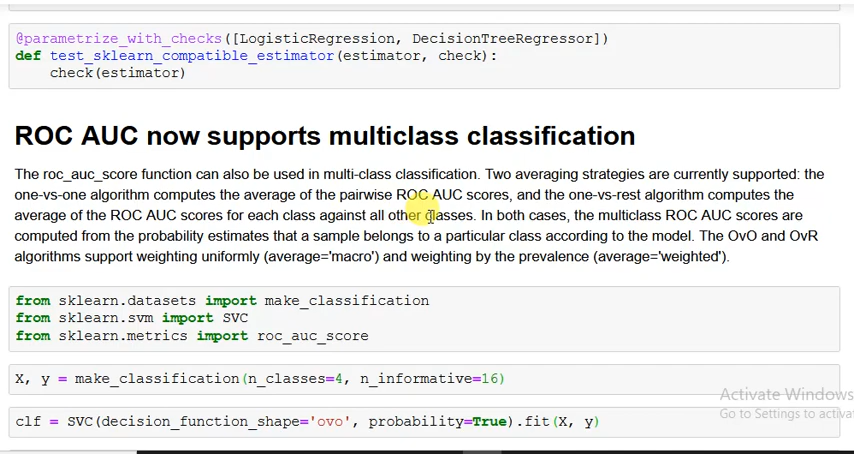 @parametrize_with_checks([LogisticRegression, DecisionTreeRegressor])
def test_sklearn_compatible_estimator(estimator, check):
    check(estimator)
ROC AUC now supports multiclass classification
The roc_auc_score function can also be used in multi-class classification. Two averaging strategies are currently supported: the
one-vs-one algorithm computes the average of the pairwise ROC AUC scores, and the one-vs-rest algorithm computes the
average of the ROC AUC scores for each class against all other classes. In both cases, the multiclass ROC AUC scores are
computed from the probability estimates that a sample belongs to a particular class according to the model. The OvO and OvR
algorithms support weighting uniformly (average='macro') and weighting by the prevalence (average='weighted').
from sklearn.datasets import make_classification
from sklearn.svm import SVC
from sklearn.metrics import roc_auc_score
X, y = make_classification(n_classes=4, n_informative=16)
Activate Windows
Go to Settings to activa
clf = SVC(decision_function_shape='ovo', probability=True).fit(X, y)